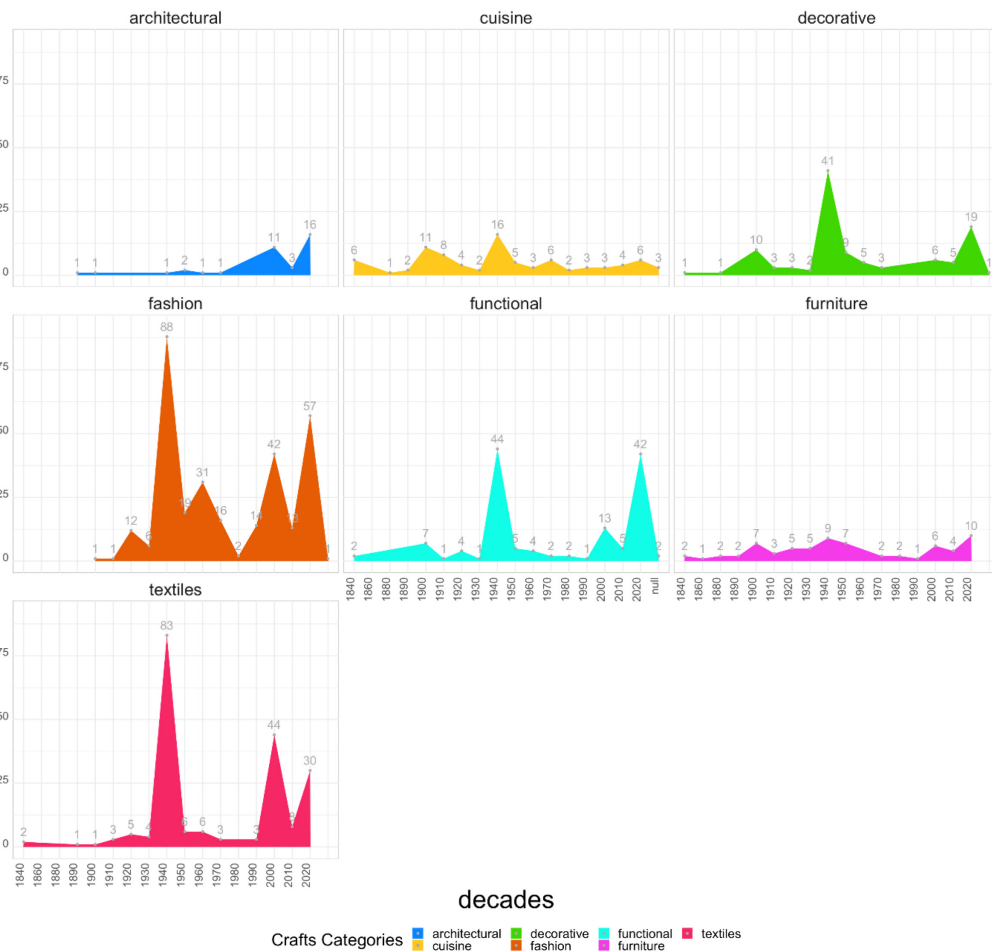 architectural cuisine decorative
75
50
25
0
1 1 1 2 1 1 11 3 16
6 1 2 11 8 4 2 16 5 3 6 2 3 3 4 6 3
1 1 10 3 3 2 41 9 5 3 6 5 19 1
fashion functional furniture
75
50
25
0
1 1 12 6 88 19 31 16 2 14 42 13 57 1
2 7 1 4 1 44 5 4 2 2 1 13 5 42 2
2 1 2 2 7 3 5 5 9 7 2 2 1 6 4 10
1840 1860 1880 1890 1900 1910 1920 1930 1940 1950 1960 1970 1980 1990 2000 2010 2020 null
1840 1860 1880 1890 1900 1910 1920 1930 1940 1950 1960 1970 1980 1990 2000 2010 2020
textiles
75
50
25
0
2 1 1 3 5 4 83 6 6 3 3 44 8 30
1840 1860 1880 1890 1900 1910 1920 1930 1940 1950 1960 1970 1980 1990 2000 2010 2020
decades
Crafts Categories
architectural decorative functional textiles
cuisine fashion furniture